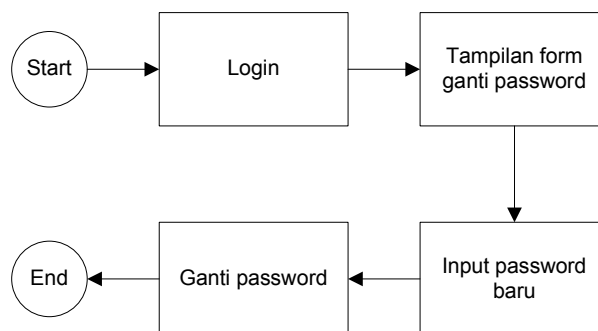 Start
Login
Tampilan form
ganti password
Input password
baru
Ganti password
End